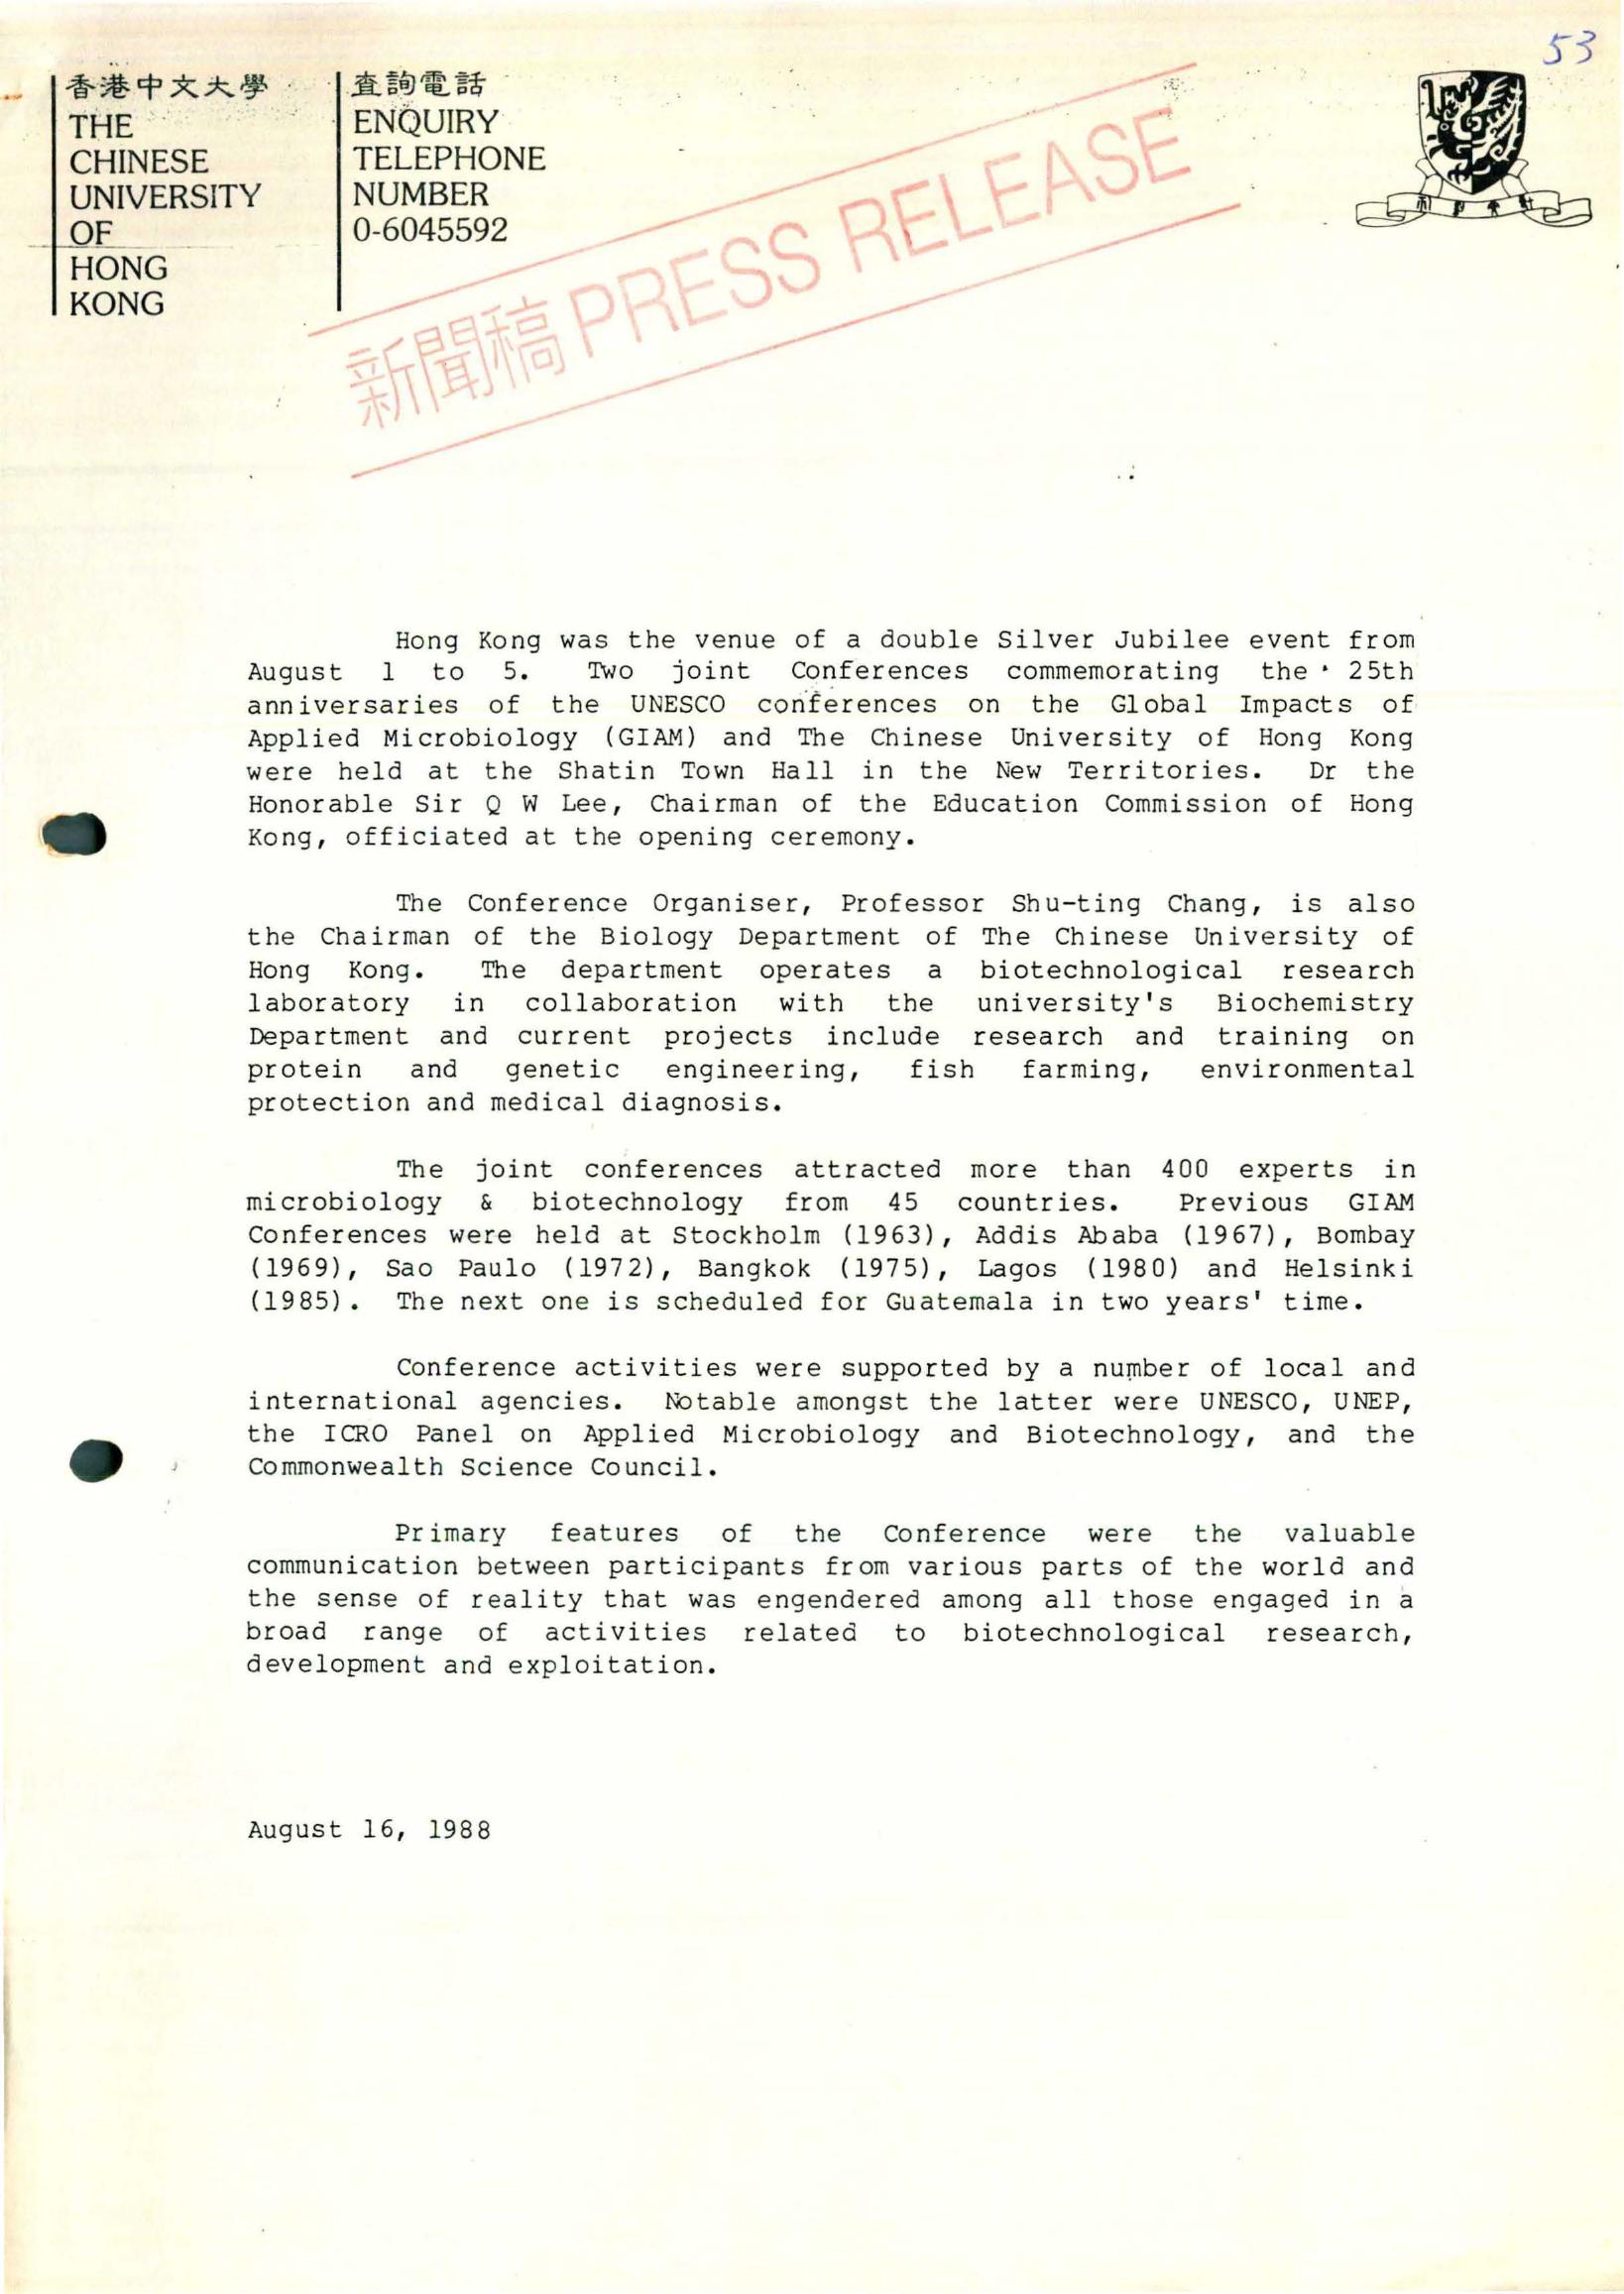 53
香港中文大學
THE
CHINESE
UNIVERSITY
OF
HONG
KONG
查詢電話
ENQUIRY
TELEPHONE
NUMBER
0-6045592
新聞稿 PRESS RELEASE
Hong Kong was the venue of a double Silver Jubilee event from
August 1 to 5. Two joint Conferences commemorating the 25th
anniversaries of the UNESCO conferences on the Global Impacts of
Applied Microbiology (GIAM) and The Chinese University of Hong Kong
were held at the Shatin Town Hall in the New Territories. Dr the
Honorable Sir Q W Lee, Chairman of the Education Commission of Hong
Kong, officiated at the opening ceremony.
The Conference Organiser, Professor Shu-ting Chang, is also
the Chairman of the Biology Department of The Chinese University of
Hong Kong. The department operates a biotechnological research
laboratory in collaboration with the university's Biochemistry
Department and current projects include research and training on
protein and genetic engineering, fish farming, environmental
protection and medical diagnosis.
The joint conferences attracted more than 400 experts in
microbiology & biotechnology from 45 countries. Previous GIAM
Conferences were held at Stockholm (1963), Addis Ababa (1967), Bombay
(1969), Sao Paulo (1972), Bangkok (1975), Lagos (1980) and Helsinki
(1985). The next one is scheduled for Guatemala in two years' time.
Conference activities were supported by a number of local and
international agencies. Notable amongst the latter were UNESCO, UNEP,
the ICRO Panel on Applied Microbiology and Biotechnology, and the
Commonwealth Science Council.
Primary features of the Conference were the valuable
communication between participants from various parts of the world and
the sense of reality that was engendered among all those engaged in a
broad range of activities related to biotechnological research,
development and exploitation.
August 16, 1988